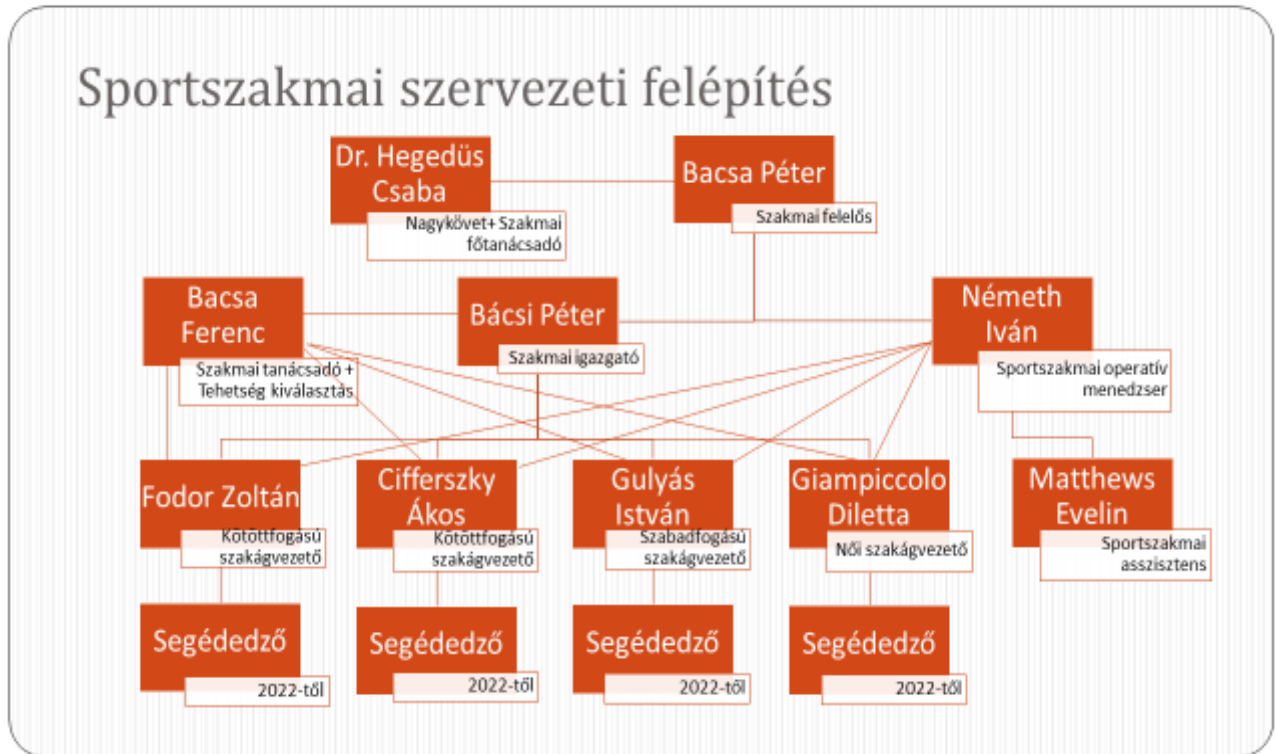 Sportszakmai szervezeti felépítés
Dr. Hegedüs
Csaba
Nagykövet+ Szakmai
főtanácsadó
Bacsa Péter
Szakmai felelős
Bacsa
Ferenc
Szakmai tanácsadó +
Tehetség kiválasztás
Bácsi Péter
Szakmai igazgató
Németh
Iván
Sportszakmai operatív
menedzser
Fodor Zoltán
Kötöttfogású
szakágvezető
Cifferszky
Ákos
Kötöttfogású
szakágvezető
Gulyás
István
Szabadfogású
szakágvezető
Giampiccolo
Diletta
Női szakágvezető
Matthews
Evelin
Sportszakmai
asszisztens
Segédedző
2022-től
Segédedző
2022-től
Segédedző
2022-től
Segédedző
2022-től